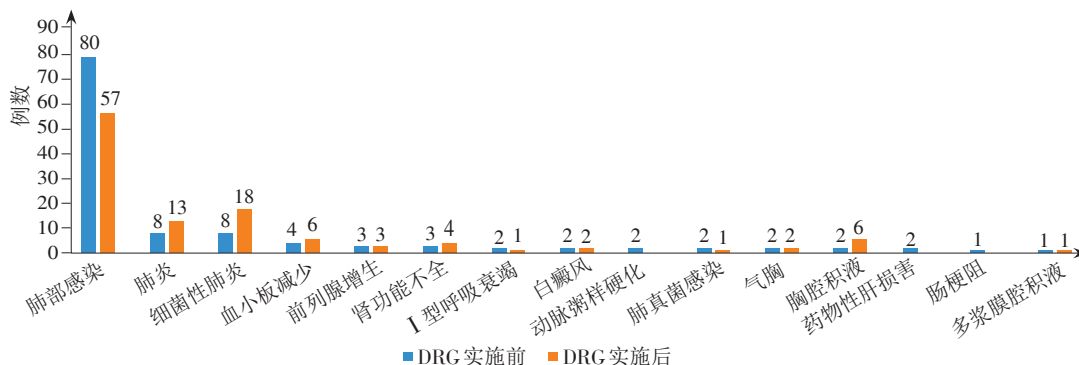 例数
90
80
70
60
50
40
30
20
10
0
80 57
8 13
8 18
4 6
3 3
3 4
2 1
2 2
2
2 1
2 2
2 6
2
1
1 1
肺部感染
肺炎
细菌性肺炎
血小板减少
前列腺增生
肾功能不全
Ⅰ型呼吸衰竭
白癜风
动脉粥样硬化
肺真菌感染
气胸
胸腔积液
药物性肝损害
肠梗阻
多浆膜腔积液
DRG 实施前 DRG 实施后